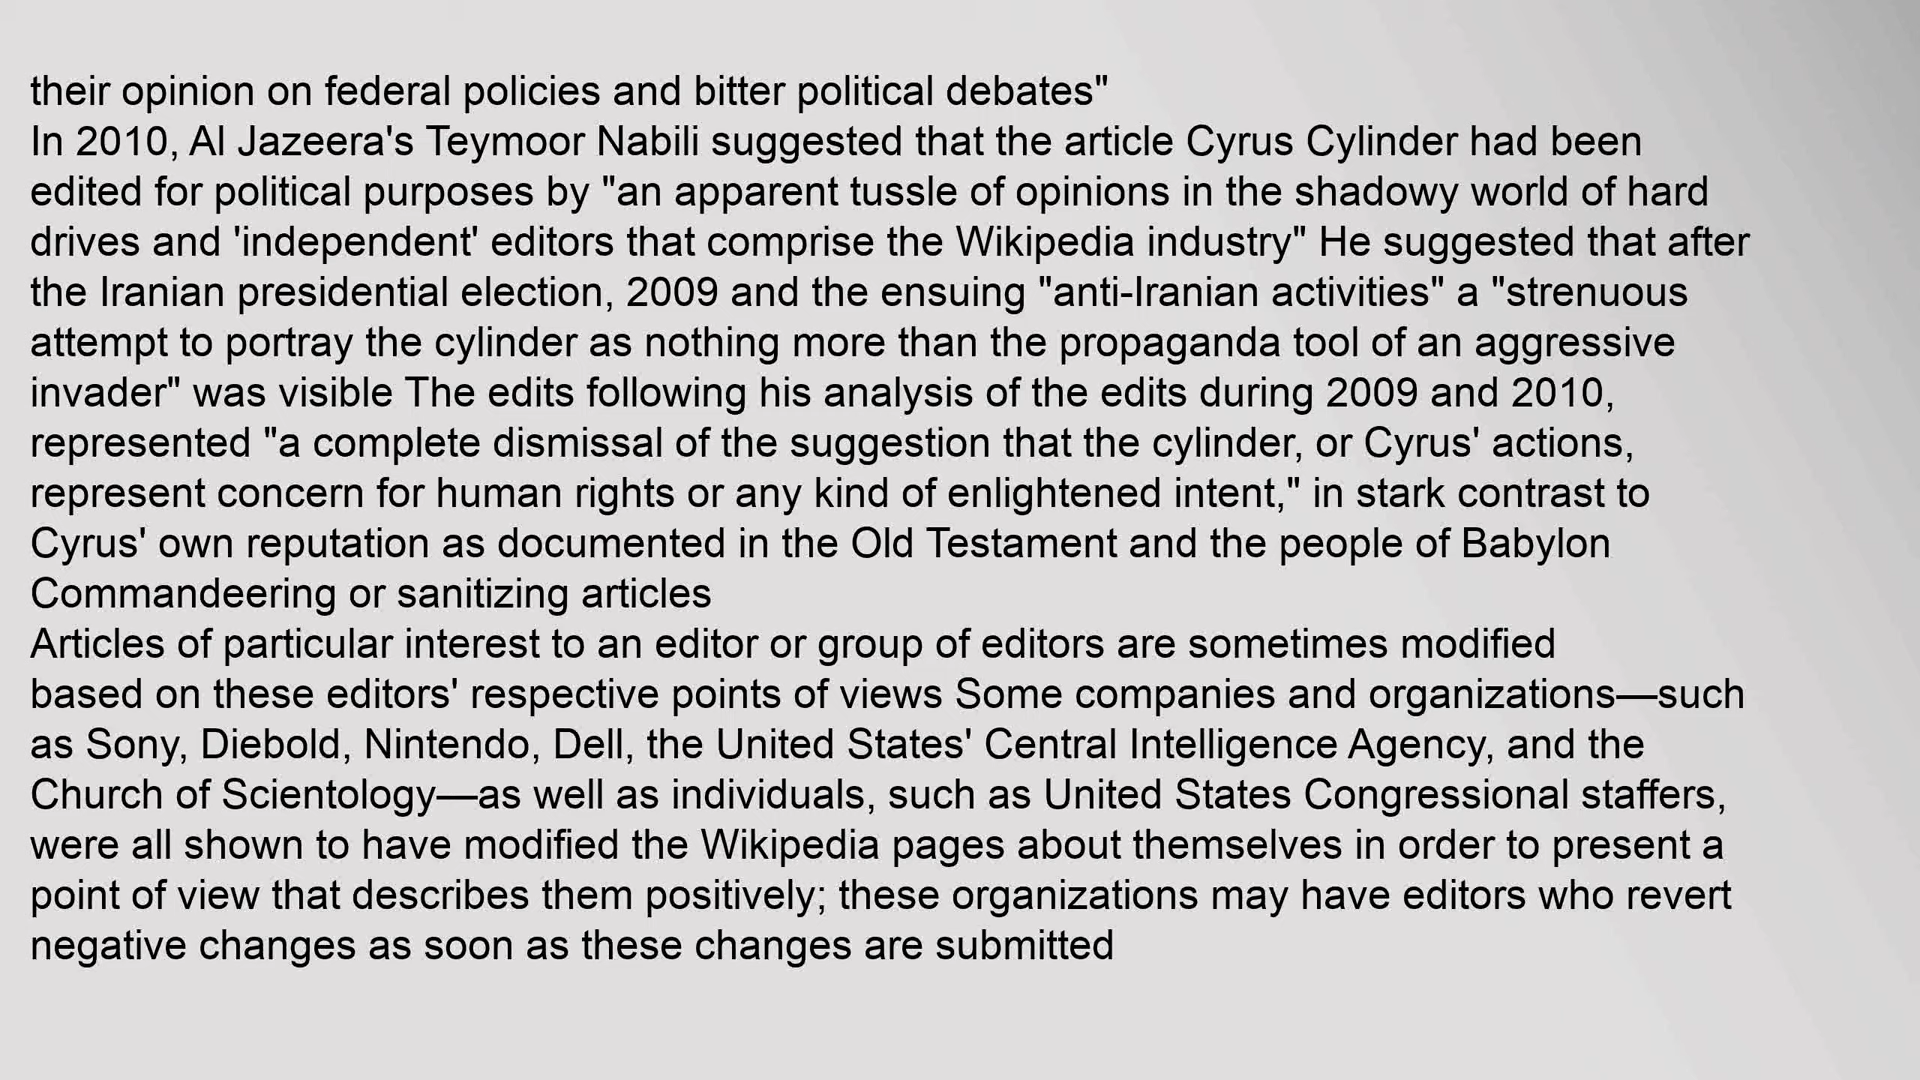 their opinion on federal policies and bitter political debates"
In 2010, Al Jazeera's Teymoor Nabili suggested that the article Cyrus Cylinder had been
edited for political purposes by "an apparent tussle of opinions in the shadowy world of hard
drives and 'independent' editors that comprise the Wikipedia industry" He suggested that after
the Iranian presidential election, 2009 and the ensuing "anti-Iranian activities" a "strenuous
attempt to portray the cylinder as nothing more than the propaganda tool of an aggressive
invader" was visible The edits following his analysis of the edits during 2009 and 2010,
represented "a complete dismissal of the suggestion that the cylinder, or Cyrus' actions,
represent concern for human rights or any kind of enlightened intent," in stark contrast to
Cyrus' own reputation as documented in the Old Testament and the people of Babylon
Commandeering or sanitizing articles
Articles of particular interest to an editor or group of editors are sometimes modified
based on these editors' respective points of views Some companies and organizations—such
as Sony, Diebold, Nintendo, Dell, the United States' Central Intelligence Agency, and the
Church of Scientology—as well as individuals, such as United States Congressional staffers,
were all shown to have modified the Wikipedia pages about themselves in order to present a
point of view that describes them positively; these organizations may have editors who revert
negative changes as soon as these changes are submitted